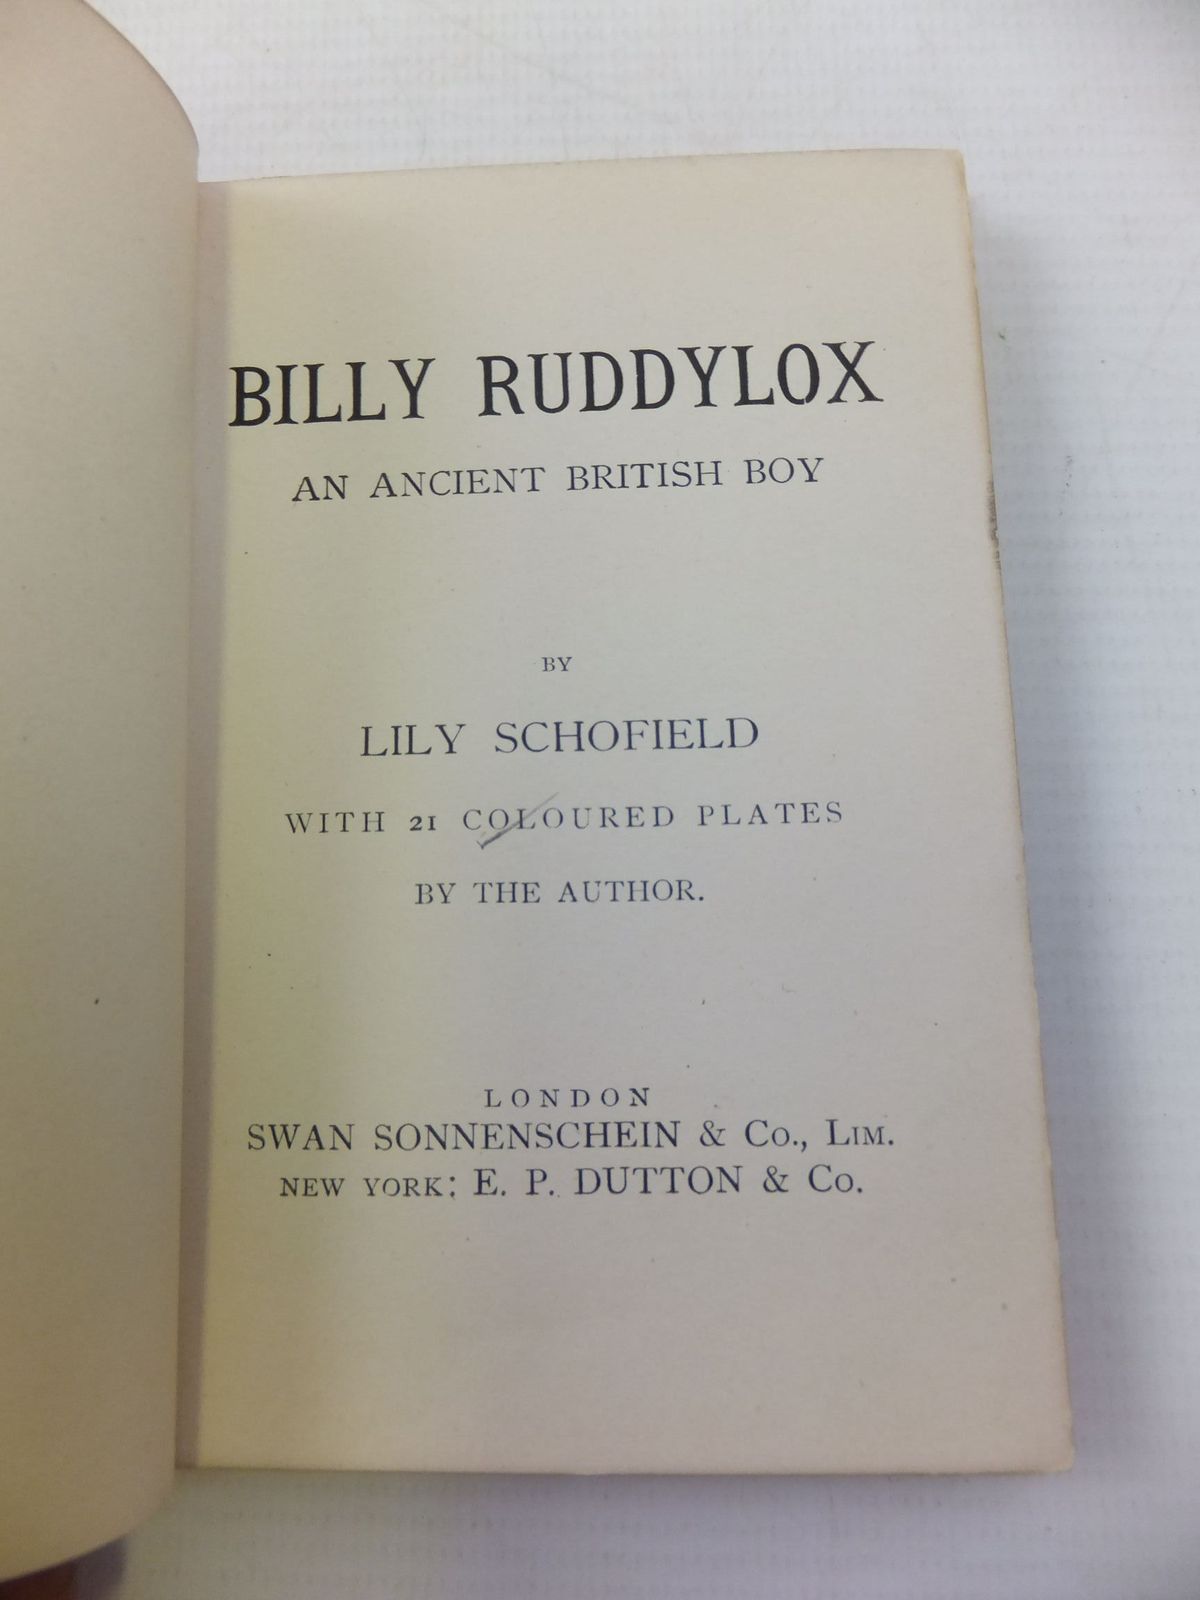 BILLY RUDDYLOX
AN ANCIENT BRITISH BOY
BY
LILY SCHOFIELD
WITH 21 COLOURED PLATES
BY THE AUTHOR.
LONDON
SWAN SONNENSCHEIN & Co., LIM.
NEW YORK: E. P. DUTTON & Co.